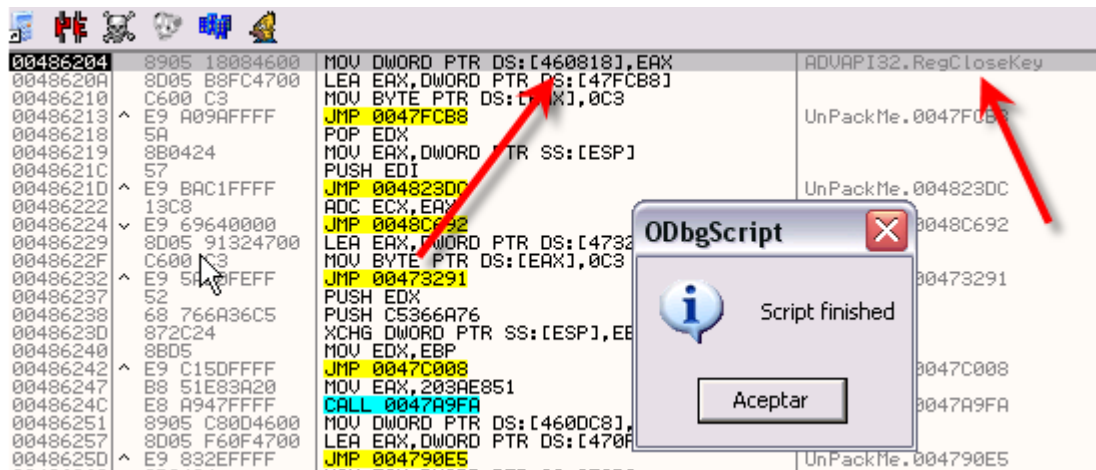 00486204 8905 18084600 MOV DWORD PTR DS:[460818],EAX ADVAPI32.RegCloseKey
0048620A 8D05 B8FC4700 LEA EAX,DWORD PTR DS:[47FCB8]
00486210 C600 C3 MOV BYTE PTR DS:[EAX],0C3
00486213 ^ E9 A09AFFFF JMP 0047FCB8 UnPackMe.0047FCB8
00486218 5A POP EDX
00486219 8B0424 MOV EAX,DWORD PTR SS:[ESP]
0048621C 57 PUSH EDI
0048621D ^ E9 BAC1FFFF JMP 004823DC UnPackMe.004823DC
00486222 13C8 ADC ECX,EAX
00486224 v E9 69640000 JMP 0048C692 0048C692
00486229 8D05 91324700 LEA EAX,DWORD PTR DS:[4732
0048622F C600 C3 MOV BYTE PTR DS:[EAX],0C3
00486232 ^ E9 JMP 00473291 00473291
00486237 52 PUSH EDX
00486238 68 766A36C5 PUSH C5366A76
0048623D 872C24 XCHG DWORD PTR SS:[ESP],EB
00486240 8BD5 MOV EDX,EBP
00486242 ^ E9 C15DFFFF JMP 0047C008 0047C008
00486247 B8 51E83A20 MOV EAX,203AE851
0048624C E8 A947FFFF CALL 0047A9FA 0047A9FA
00486251 8905 C80D4600 MOV DWORD PTR DS:[460DC8],
00486257 8D05 F60F4700 LEA EAX,DWORD PTR DS:[470F
0048625D ^ E9 832EFFFF JMP 004790E5 UnPackMe.004790E5
ODbgScript
Script finished
Aceptar